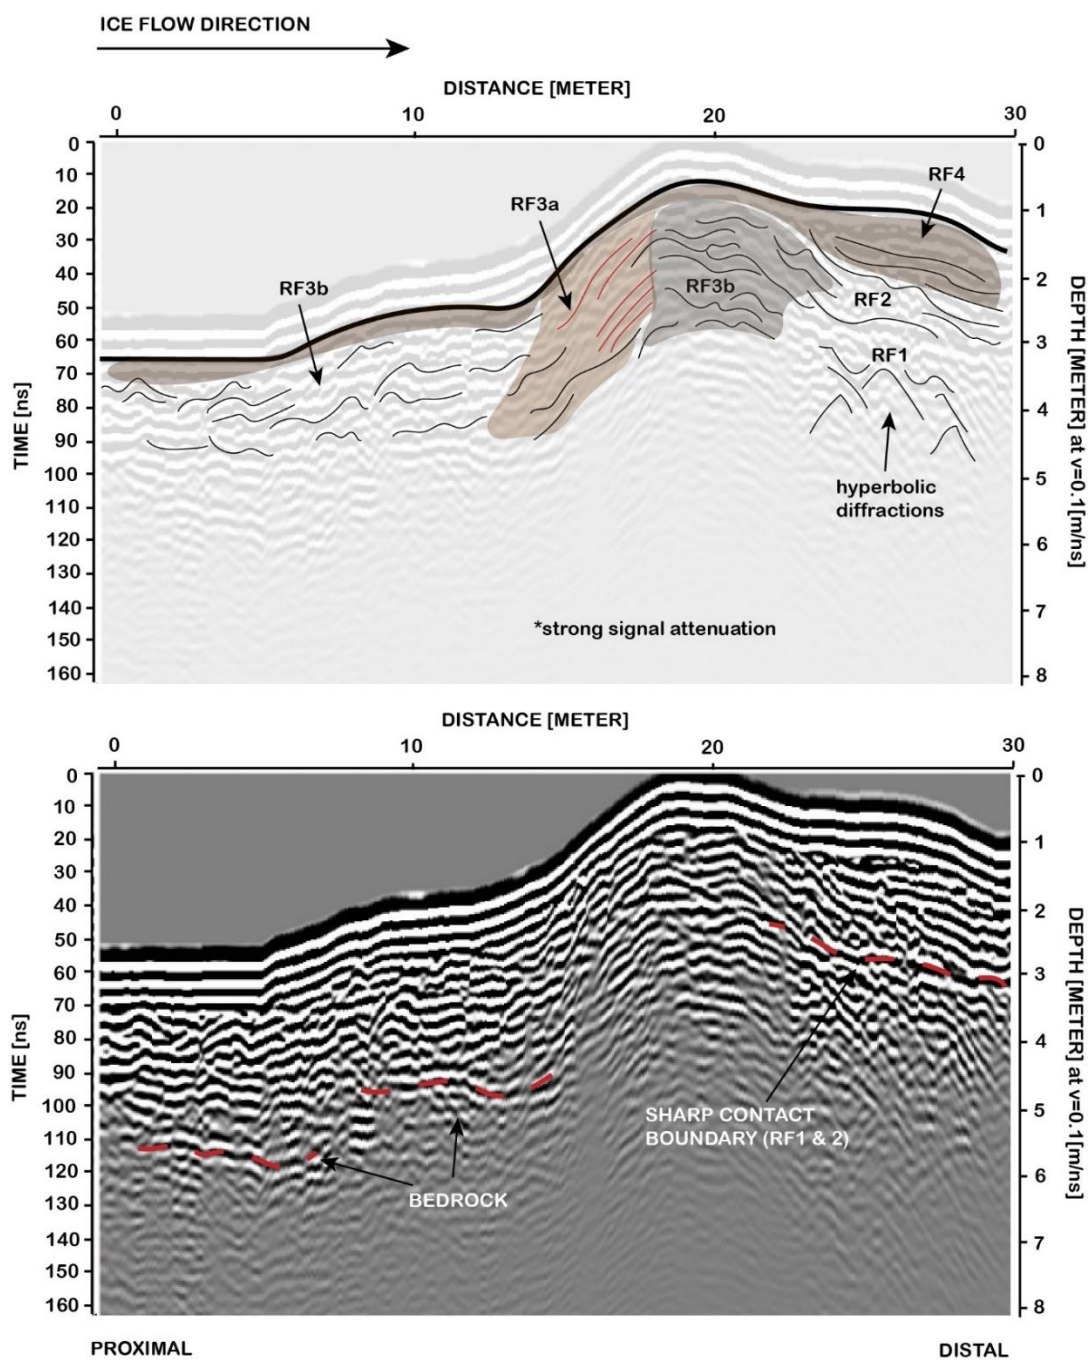 ICE FLOW DIRECTION
DISTANCE [METER]
0 10 20 30
TIME [ns]
0
10
20
30
40
50
60
70
80
90
100
110
120
130
140
150
160
DEPTH [METER] at v=0.1[m/ns]
0
1
2
3
4
5
6
7
8
RF4
RF3a
RF3b
RF3b
RF2
RF1
hyperbolic
diffractions
*strong signal attenuation
DISTANCE [METER]
0 10 20 30
TIME [ns]
0
10
20
30
40
50
60
70
80
90
100
110
120
130
140
150
160
DEPTH [METER] at v=0.1[m/ns]
0
1
2
3
4
5
6
7
8
SHARP CONTACT
BOUNDARY (RF1 & 2)
BEDROCK
PROXIMAL
DISTAL